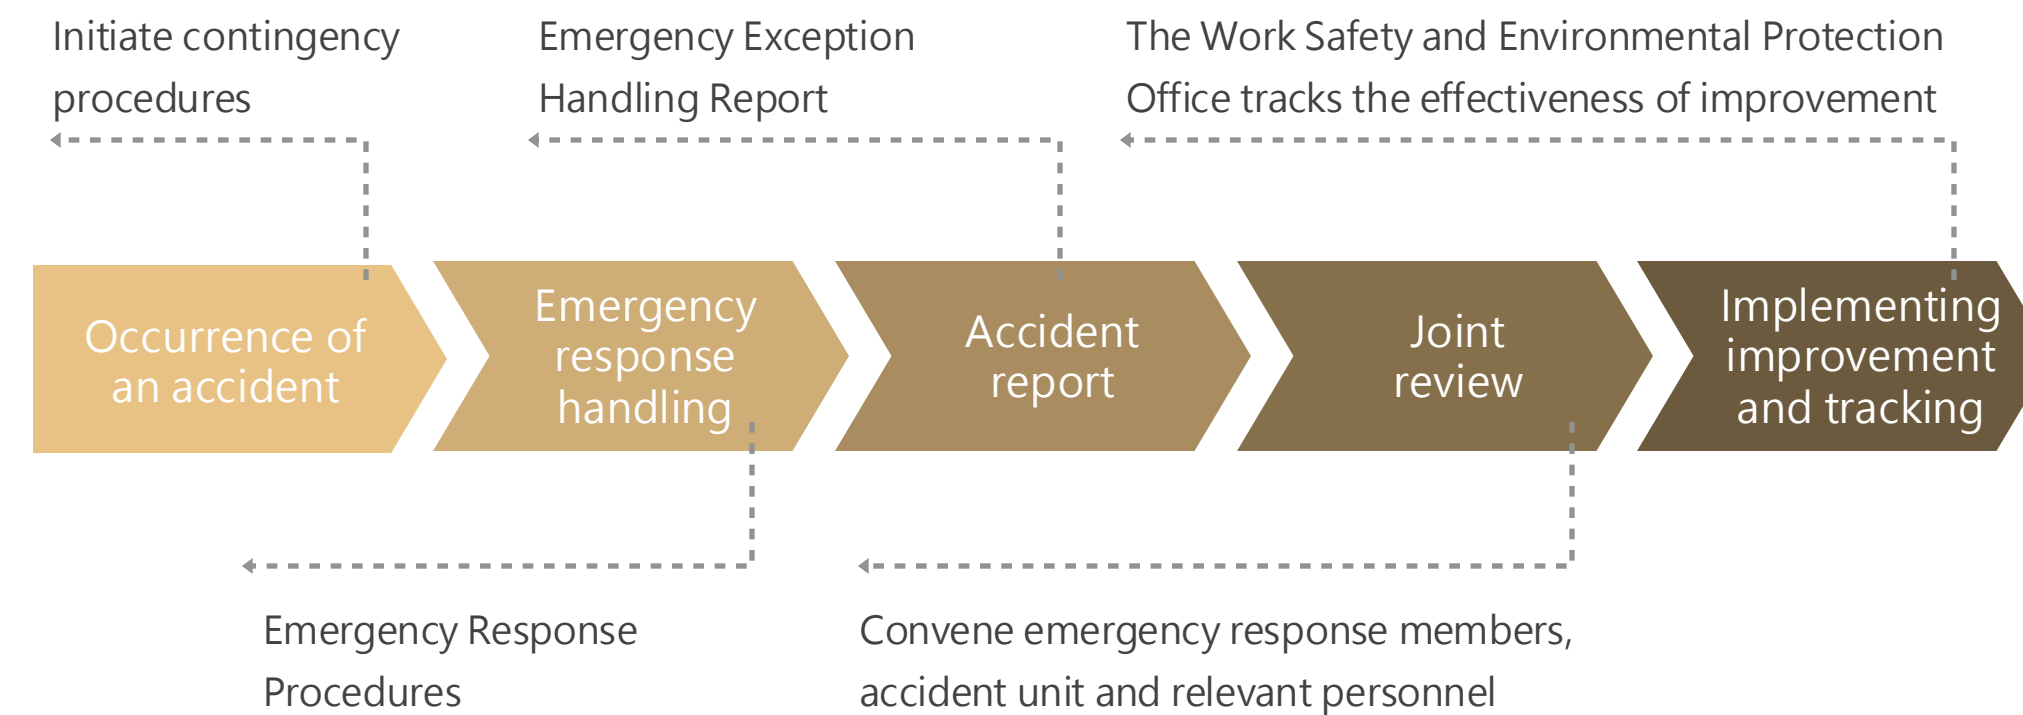 Initiate contingency
procedures
Emergency Exception
Handling Report
The Work Safety and Environmental Protection
Office tracks the effectiveness of improvement
Occurrence of
an accident
Emergency
response
handling
Accident
report
Joint
review
Implementing
improvement
and tracking
Emergency Response
Procedures
Convene emergency response members,
accident unit and relevant personnel